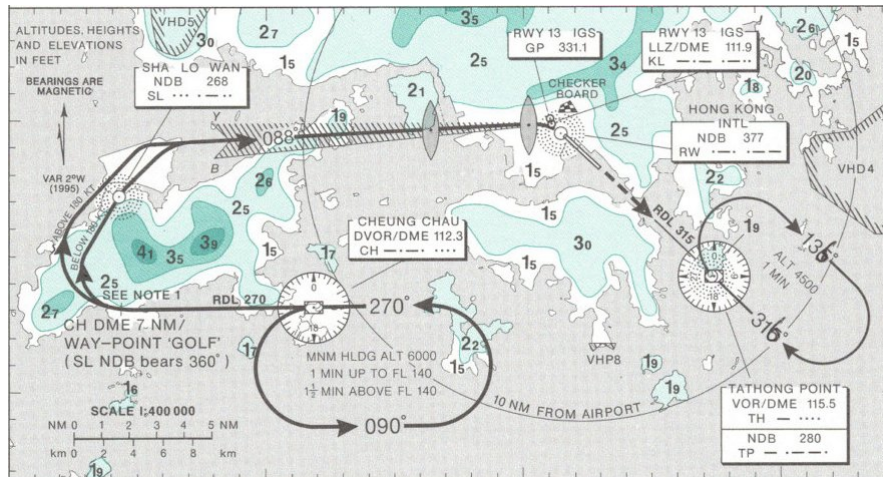 ALTITUDES, HEIGHTS
AND ELEVATIONS
IN FEET
BEARINGS ARE
MAGNETIC
VAR 2°W
(1995)
VHD5
3₀
2₇
1₅
3₅
2₅
3₄
RWY 13 IGS
GP 331.1
RWY 13 IGS
LLZ/DME 111.9
KL —·— ·—··
2₆
1₅
2₀
1₈
SHA LO WAN
NDB 268
SL ··· ·—··
2₁
CHECKER
BOARD
GP
HONG KONG
INTL
NDB 377
RW ·—· ·——
VHD4
Y
B
088°
1₉
2₅
1₅
2₂
ABOVE 180 KT
BELOW 180 KT
2₆
2₅
4₁
3₅
3₉
1₅
2₅
2₇
SEE NOTE 1
RDL 270
CH DME 7 NM/
WAY-POINT 'GOLF'
(SL NDB bears 360°)
CHEUNG CHAU
DVOR/DME 112.3
CH —·—· ····
1₇
0
18
270°
1₅
3₀
1₅
RDL 315
1₉
0
18
ALT 4500
1 MIN
1₇
MNM HLDG ALT 6000
1 MIN UP TO FL 140
1½ MIN ABOVE FL 140
090°
2₂
1₅
10 NM FROM AIRPORT
VHP8
1₉
1₉
TATHONG POINT
VOR/DME 115.5
TH — ····
NDB 280
TP — ·——·
1₆
SCALE 1:400 000
NM 0 1 2 3 4 5 NM
km 0 2 4 6 8 km
1₉